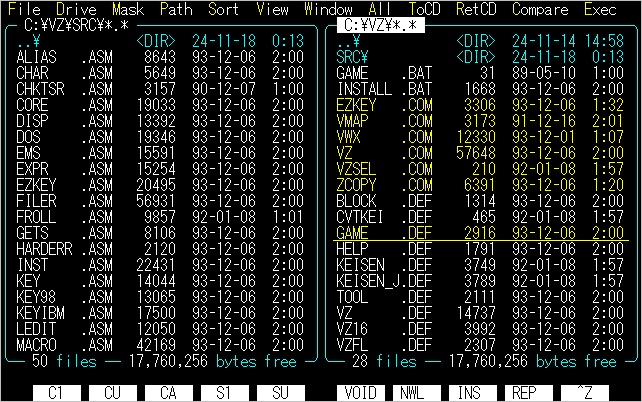 File Drive Mask Path Sort View Window All ToCD RetCD Compare Exec
C:¥VZ¥SRC¥*.*
..¥ <DIR> 24-11-18 0:13
ALIAS .ASM 8643 93-12-06 2:00
CHAR .ASM 5649 93-12-06 2:00
CHKTSR .ASM 3157 90-12-07 1:00
CORE .ASM 19033 93-12-06 2:00
DISP .ASM 13392 93-12-06 2:00
DOS .ASM 19346 93-12-06 2:00
EMS .ASM 15591 93-12-06 2:00
EXPR .ASM 15254 93-12-06 2:00
EZKEY .ASM 20495 93-12-06 2:00
FILER .ASM 56931 93-12-06 2:00
FROLL .ASM 9857 92-01-08 1:01
GETS .ASM 8106 93-12-06 2:00
HARDERR .ASM 2120 93-12-06 2:00
INST .ASM 22431 93-12-06 2:00
KEY .ASM 14044 93-12-06 2:00
KEY98 .ASM 13065 93-12-06 2:00
KEYIBM .ASM 17500 93-12-06 2:00
LEDIT .ASM 12050 93-12-06 2:00
MACRO .ASM 42169 93-12-06 2:00
50 files 17,760,256 bytes free
C:¥VZ¥*.*
..¥ <DIR> 24-11-14 14:58
SRC¥ <DIR> 24-11-18 0:13
GAME .BAT 31 89-05-10 1:00
INSTALL .BAT 1668 93-12-06 2:00
EZKEY .COM 3306 93-12-06 1:32
VMAP .COM 3173 91-12-16 2:01
VWX .COM 12330 93-12-01 1:07
VZ .COM 57648 93-12-06 2:00
VZSEL .COM 210 92-01-08 1:57
ZCOPY .COM 6391 93-12-06 1:20
BLOCK .DEF 1314 93-12-06 2:00
CVTKEI .DEF 465 92-01-08 1:57
GAME .DEF 2916 93-12-06 2:00
HELP .DEF 1791 93-12-06 2:00
KEISEN .DEF 3749 92-01-08 1:57
KEISEN_J.DEF 3789 92-01-08 1:57
TOOL .DEF 2111 93-12-06 2:00
VZ .DEF 14737 93-12-06 2:00
VZ16 .DEF 3992 93-12-06 2:00
VZFL .DEF 2307 93-12-06 2:00
28 files 17,760,256 bytes free
C1 CU CA S1 SU VOID NWL INS REP ^Z